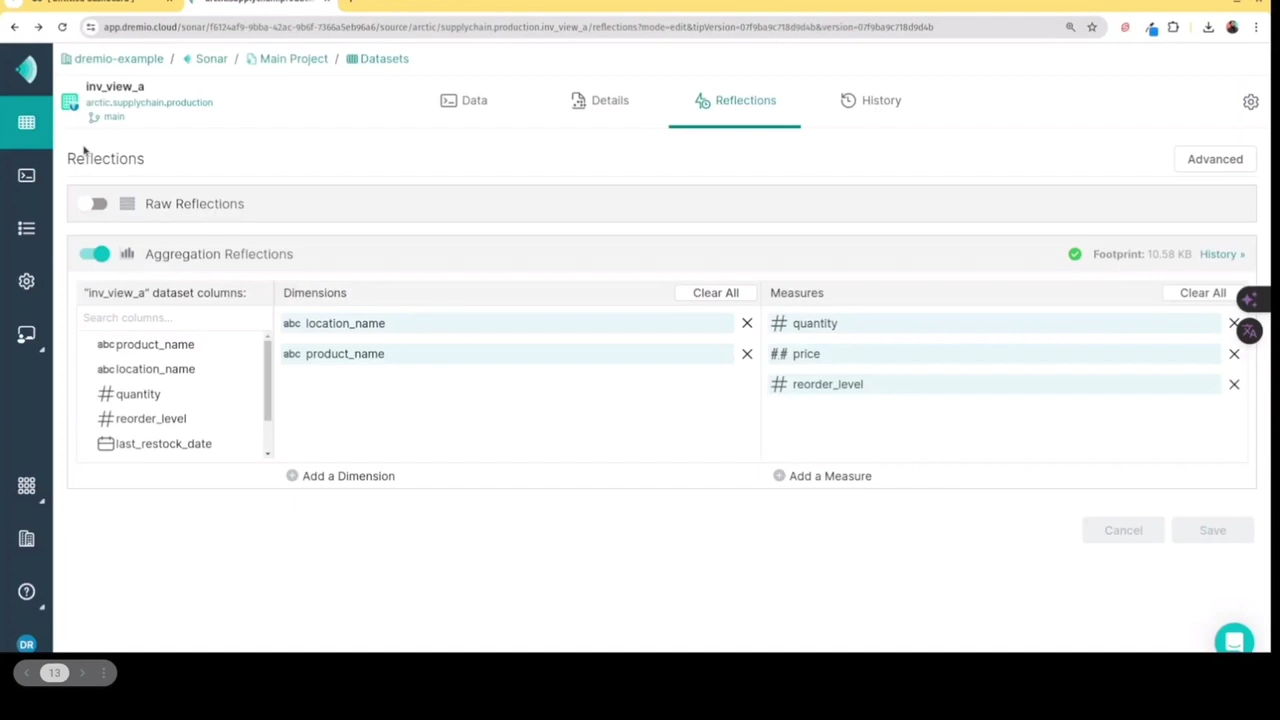 app.dremio.cloud/sonar/f6124af9-9bba-42ac-9b6f-7366a5eb96a6/source/arctic/supplychain.production.inv_view_a/reflections?mode=edit&tipVersion=07f9ba9c718d9d4b&version=07f9ba9c718d9d4b
dremio-example / Sonar / Main Project / Datasets
inv_view_a
arctic.supplychain.production
main
Data
Details
Reflections
History
Reflections
Advanced
Raw Reflections
Aggregation Reflections
Footprint: 10.58 KB History »
"inv_view_a" dataset columns:
Dimensions
Clear All
Measures
Clear All
Search columns...
abc location_name
# quantity
abc product_name
abc product_name
## price
abc location_name
# reorder_level
quantity
reorder_level
last_restock_date
Add a Dimension
Add a Measure
Cancel
Save
DR
13